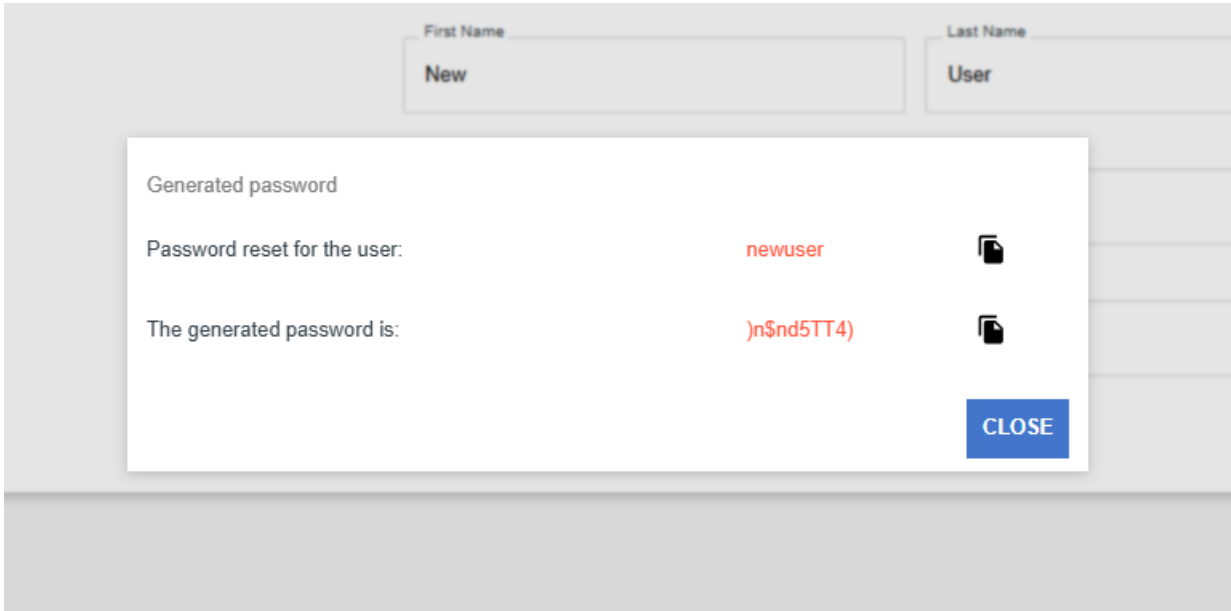 First Name
Last Name
New
User
Generated password
Password reset for the user:
newuser
The generated password is:
)n$nd5TT4)
CLOSE